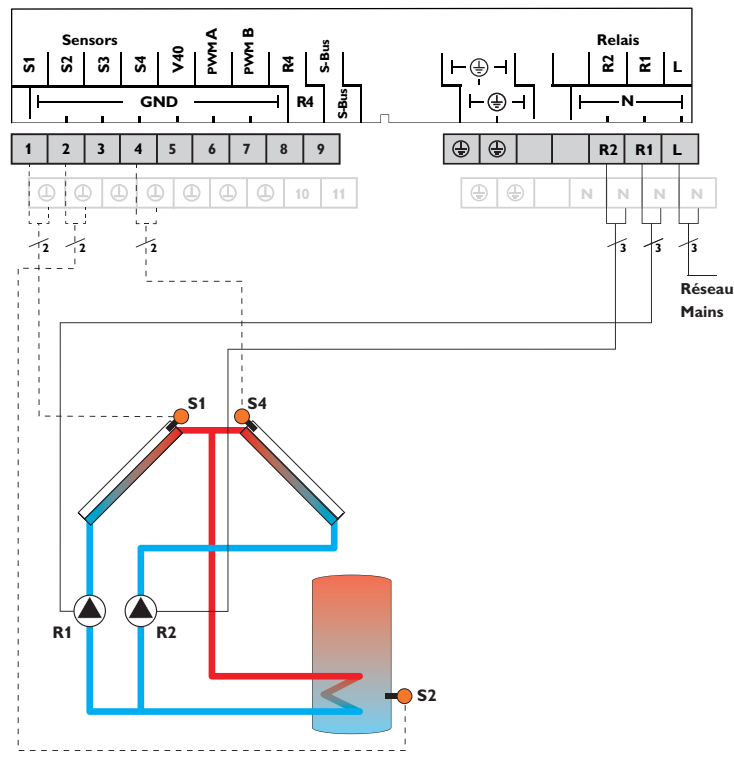 Sensors
Relais
S1 S2 S3 S4 V40 PWM A PWM B R4 S-Bus
R2 R1 L
GND R4 S-Bus
N
1 2 3 4 5 6 7 8 9
R2 R1 L
10 11
N N N N
2 2 2
3 3 3
Réseau
Mains
S1 S4
R1 R2
S2